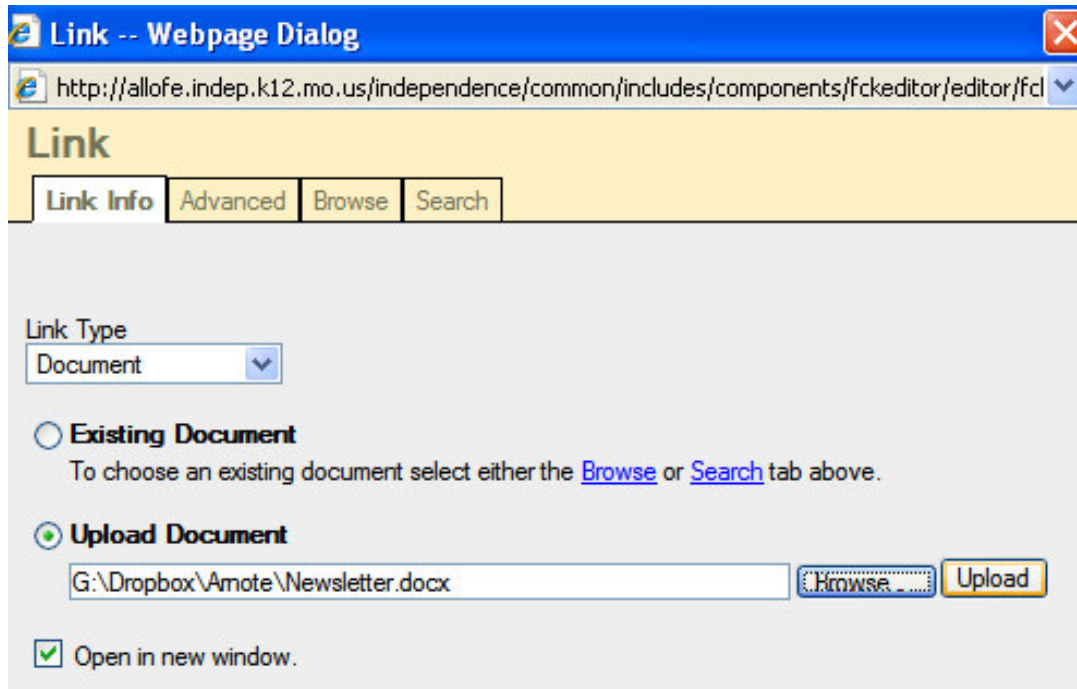 Link -- Webpage Dialog
http://allofe.indep.k12.mo.us/independence/common/includes/components/fckeditor/editor/fcl
Link
Link Info Advanced Browse Search
Link Type
Document
Existing Document
To choose an existing document select either the Browse or Search tab above.
Upload Document
G:\Dropbox\Arnote\Newsletter.docx Browse... Upload
Open in new window.